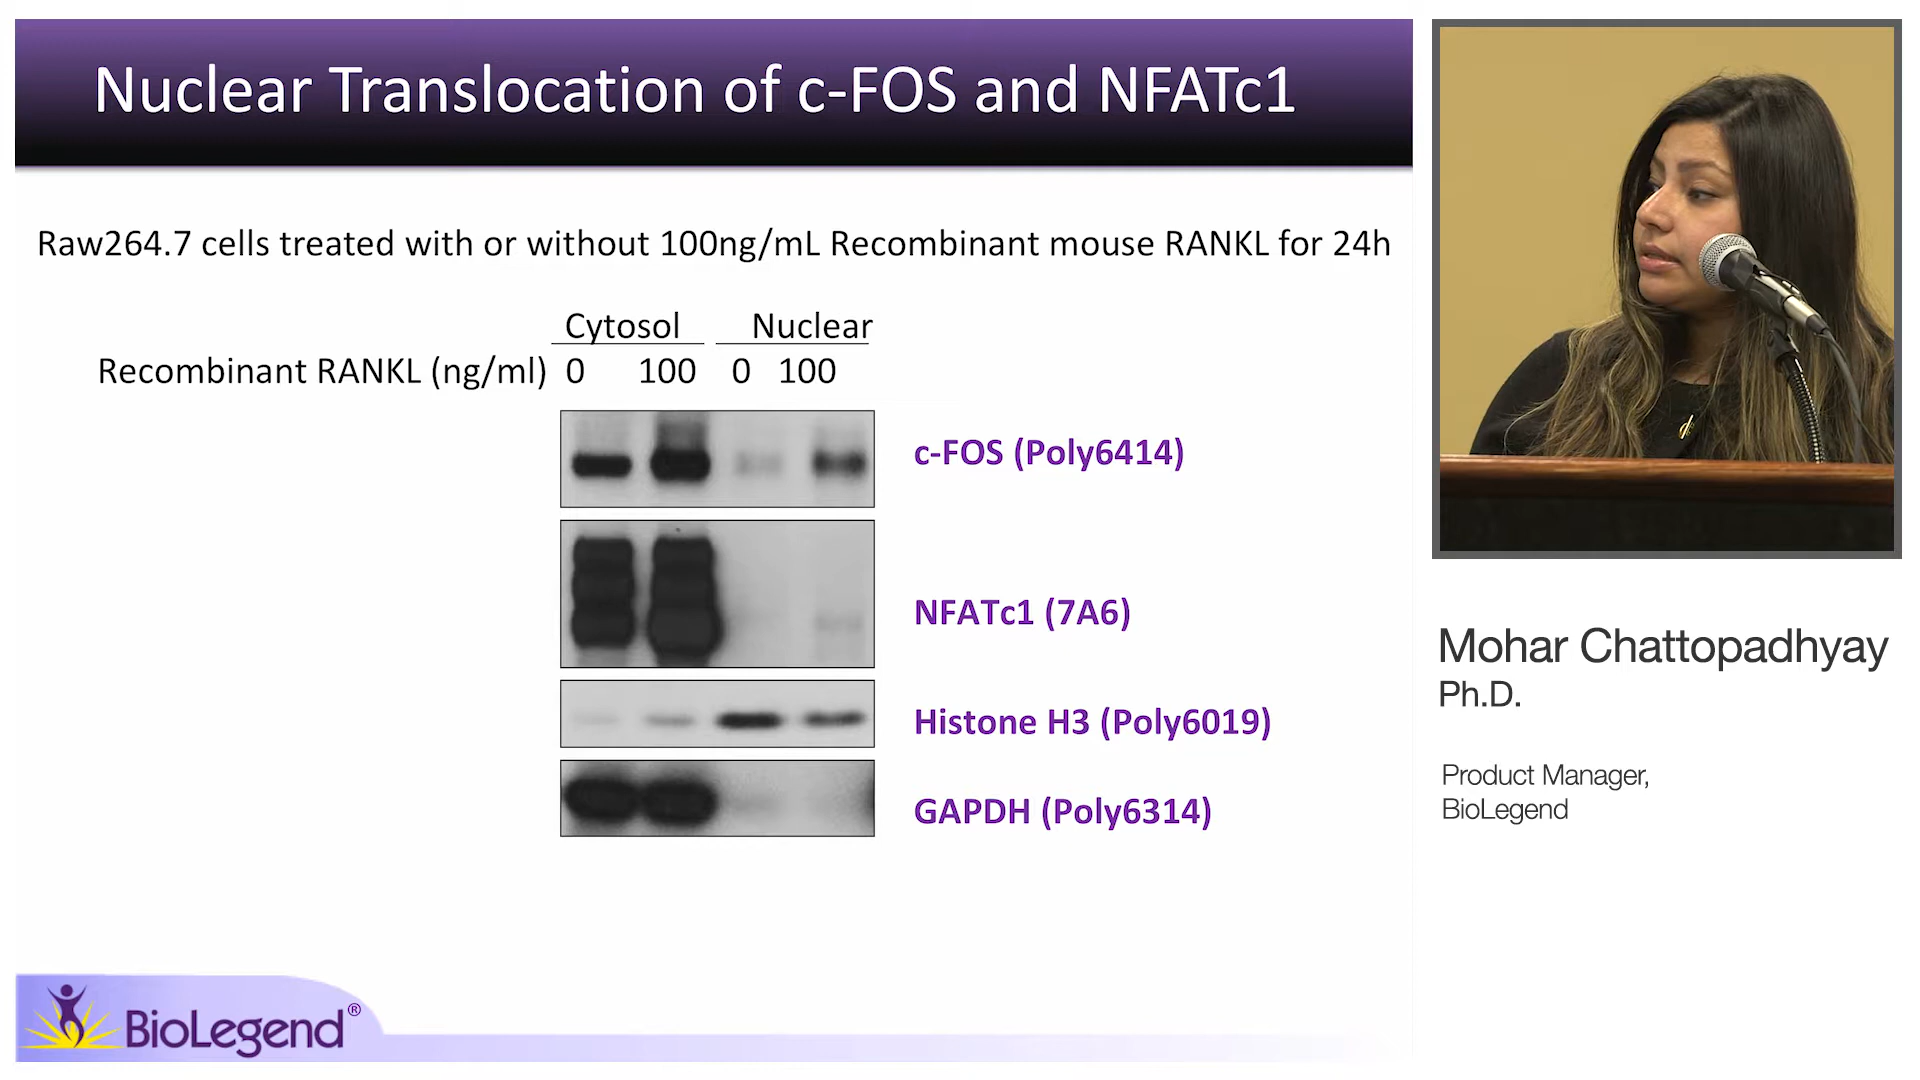 Nuclear Translocation of c-FOS and NFATc1
Raw264.7 cells treated with or without 100ng/mL Recombinant mouse RANKL for 24h
Cytosol Nuclear
Recombinant RANKL (ng/ml) 0 100 0 100
c-FOS (Poly6414)
NFATc1 (7A6)
Histone H3 (Poly6019)
GAPDH (Poly6314)
BioLegend®
Mohar Chattopadhyay
Ph.D.
Product Manager,
BioLegend